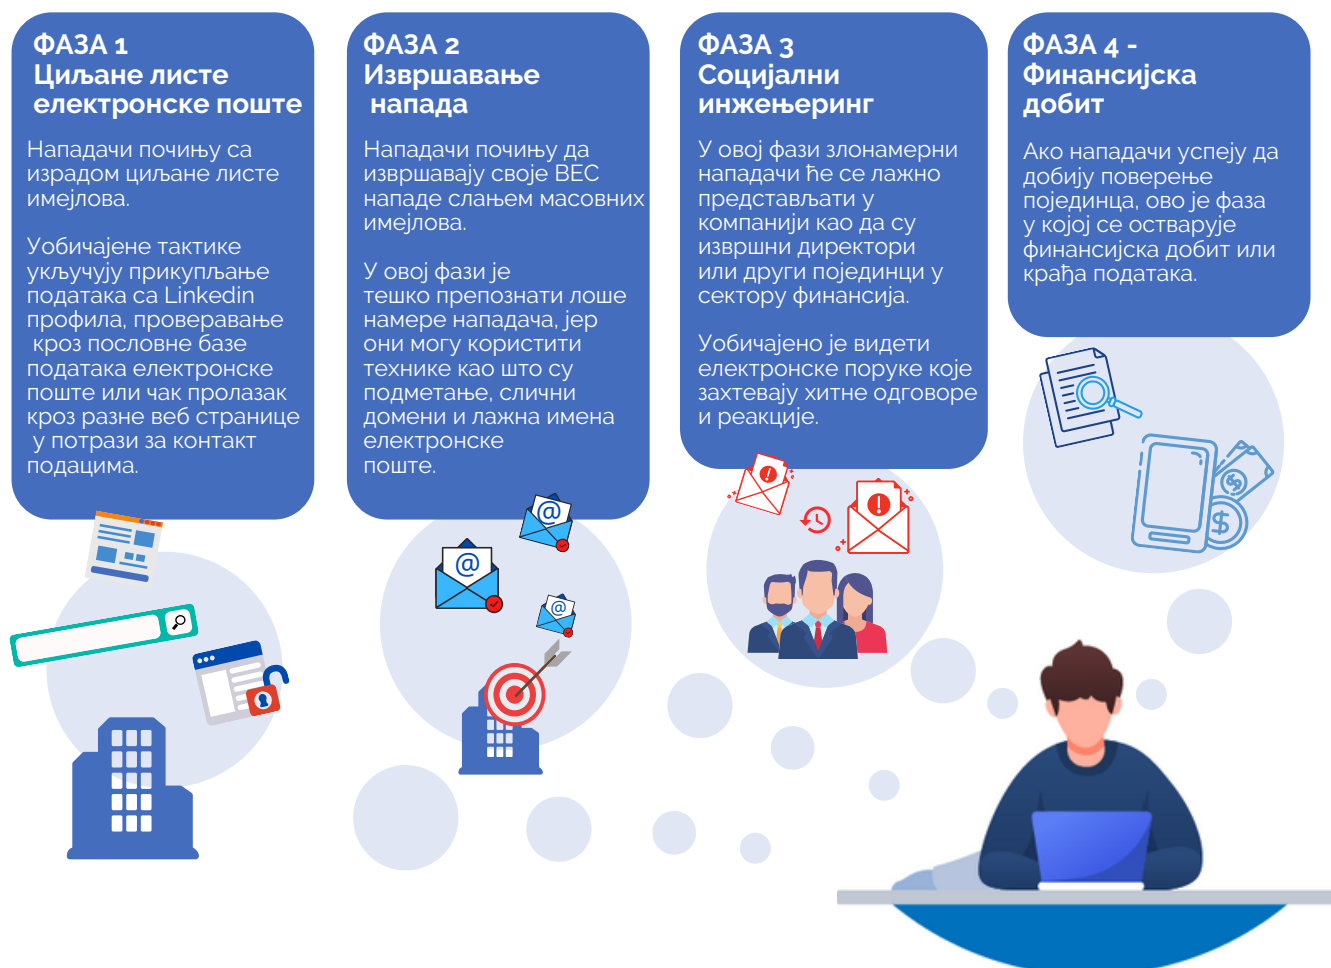 ФАЗА 1
Циљане листе
електронске поште
Нападачи почињу са
израдом циљане листе
имејлова.
Уобичајене тактике
укључују прикупљање
података са Linkedin
профила, проверавање
кроз пословне базе
података електронске
поште или чак пролазак
кроз разне веб странице
у потрази за контакт
подацима.
ФАЗА 2
Извршавање
напада
Нападачи почињу да
извршавају своје BEC
нападе слањем масовних
имејлова.
У овој фази је
тешко препознати лоше
намере нападача, јер
они могу користити
технике као што су
подметање, слични
домени и лажна имена
електронске
поште.
ФАЗА 3
Социјални
инжењеринг
У овој фази злонамерни
нападачи ће се лажно
представљати у
компанији као да су
извршни директори
или други појединци у
сектору финансија.
Уобичајено је видети
електронске поруке које
захтевају хитне одговоре
и реакције.
ФАЗА 4 -
Финансијска
добит
Ако нападачи успеју да
добију поверење
појединца, ово је фаза
у којој се остварује
финансијска добит или
крађа података.